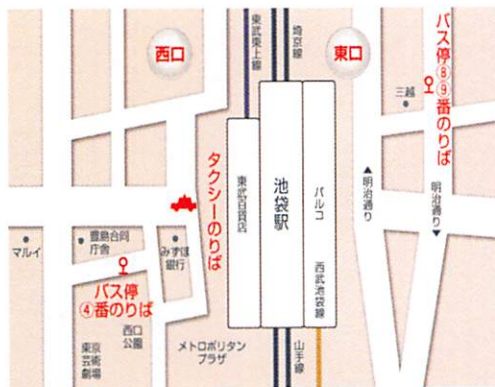 西口
東武東上線
埼京線
東口
三越
バス停⑧⑨番のりば
タクシーのりば
東武百貨店
池袋駅
パルコ
西武池袋線
▲明治通り
明治通り▼
マルイ
豊島合同
庁舎
みずほ
銀行
バス停
④番のりば
西口
公園
東京
芸術
劇場
メトロポリタン
プラザ
山手線